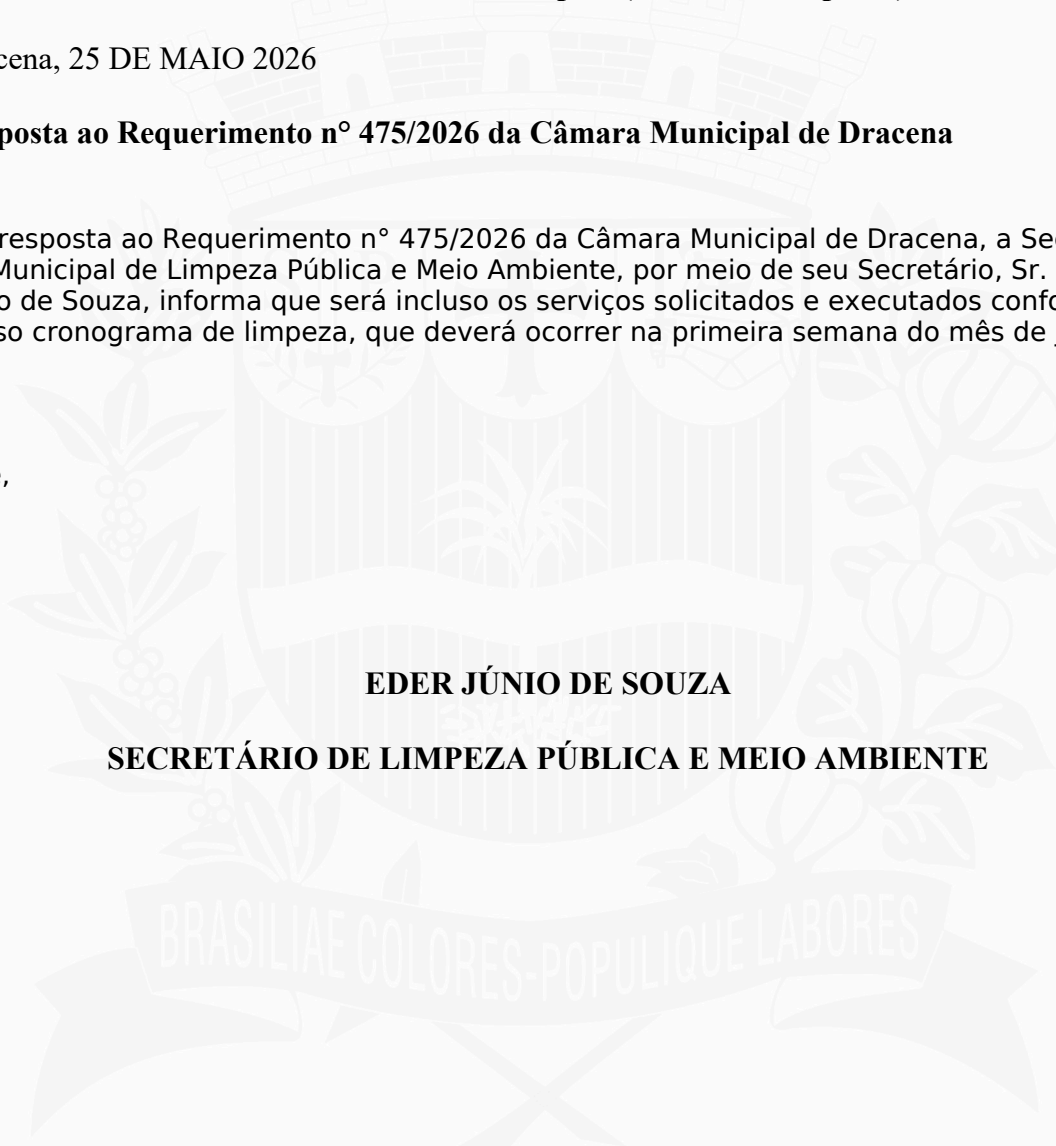 cena, 25 DE MAIO 2026
posta ao Requerimento n° 475/2026 da Câmara Municipal de Dracena
resposta ao Requerimento n° 475/2026 da Câmara Municipal de Dracena, a Se
Municipal de Limpeza Pública e Meio Ambiente, por meio de seu Secretário, Sr.
o de Souza, informa que será incluso os serviços solicitados e executados confo
so cronograma de limpeza, que deverá ocorrer na primeira semana do mês de
,
EDER JÚNIO DE SOUZA
SECRETÁRIO DE LIMPEZA PÚBLICA E MEIO AMBIENTE
BRASILIAE COLORES-POPULIQUE LABORES